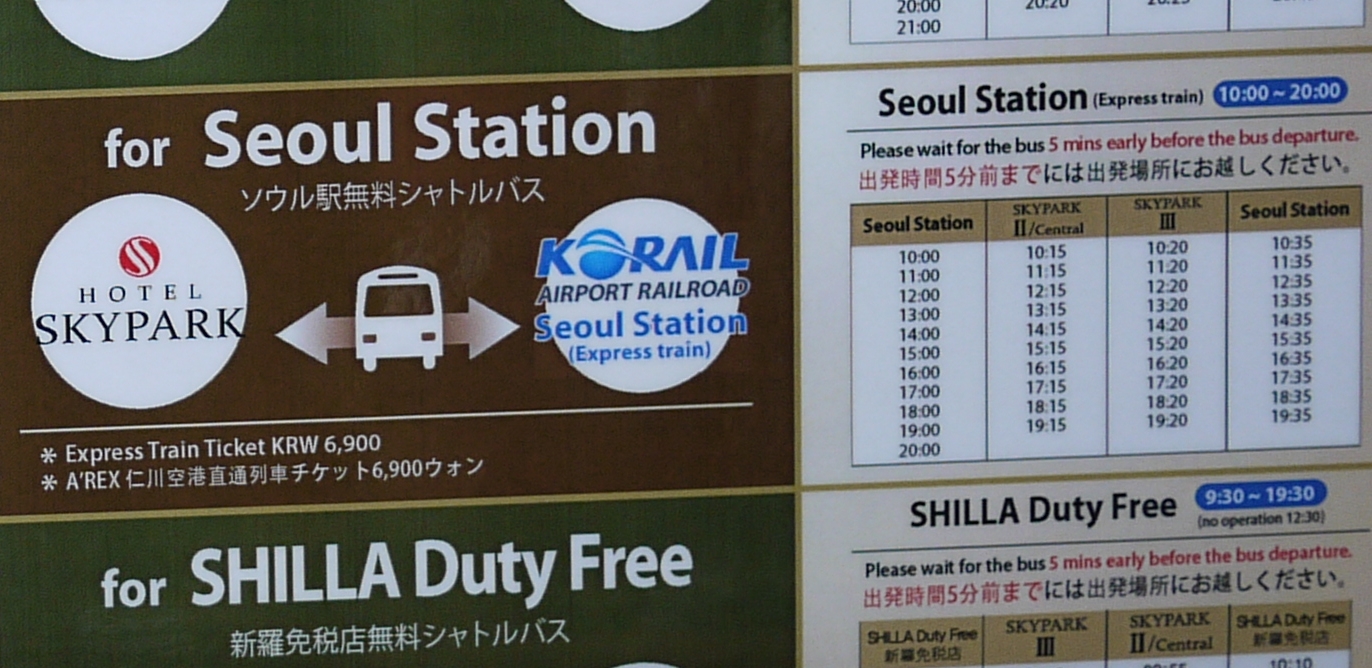 for Seoul Station
ソウル駅無料シャトルバス
HOTEL
SKYPARK
KORAIL
AIRPORT RAILROAD
Seoul Station
(Express train)
* Express Train Ticket KRW 6,900
* A'REX 仁川空港直通列車チケット6,900ウォン
for SHILLA Duty Free
新羅免税店無料シャトルバス
20:00 20:20
21:00
Seoul Station (Express train) 10:00 ~ 20:00
Please wait for the bus 5 mins early before the bus departure.
出発時間5分前までには出発場所にお越しください。
Seoul Station SKYPARK II/Central SKYPARK III Seoul Station
10:00 10:15 10:20 10:35
11:00 11:15 11:20 11:35
12:00 12:15 12:20 12:35
13:00 13:15 13:20 13:35
14:00 14:15 14:20 14:35
15:00 15:15 15:20 15:35
16:00 16:15 16:20 16:35
17:00 17:15 17:20 17:35
18:00 18:15 18:20 18:35
19:00 19:15 19:20 19:35
20:00
SHILLA Duty Free 9:30 ~ 19:30
(no operation 12:30)
Please wait for the bus 5 mins early before the bus departure.
出発時間5分前までには出発場所にお越しください。
SHILLA Duty Free 新羅免税店 SKYPARK III SKYPARK II/Central SHILLA Duty Free 新羅免税店
10:10